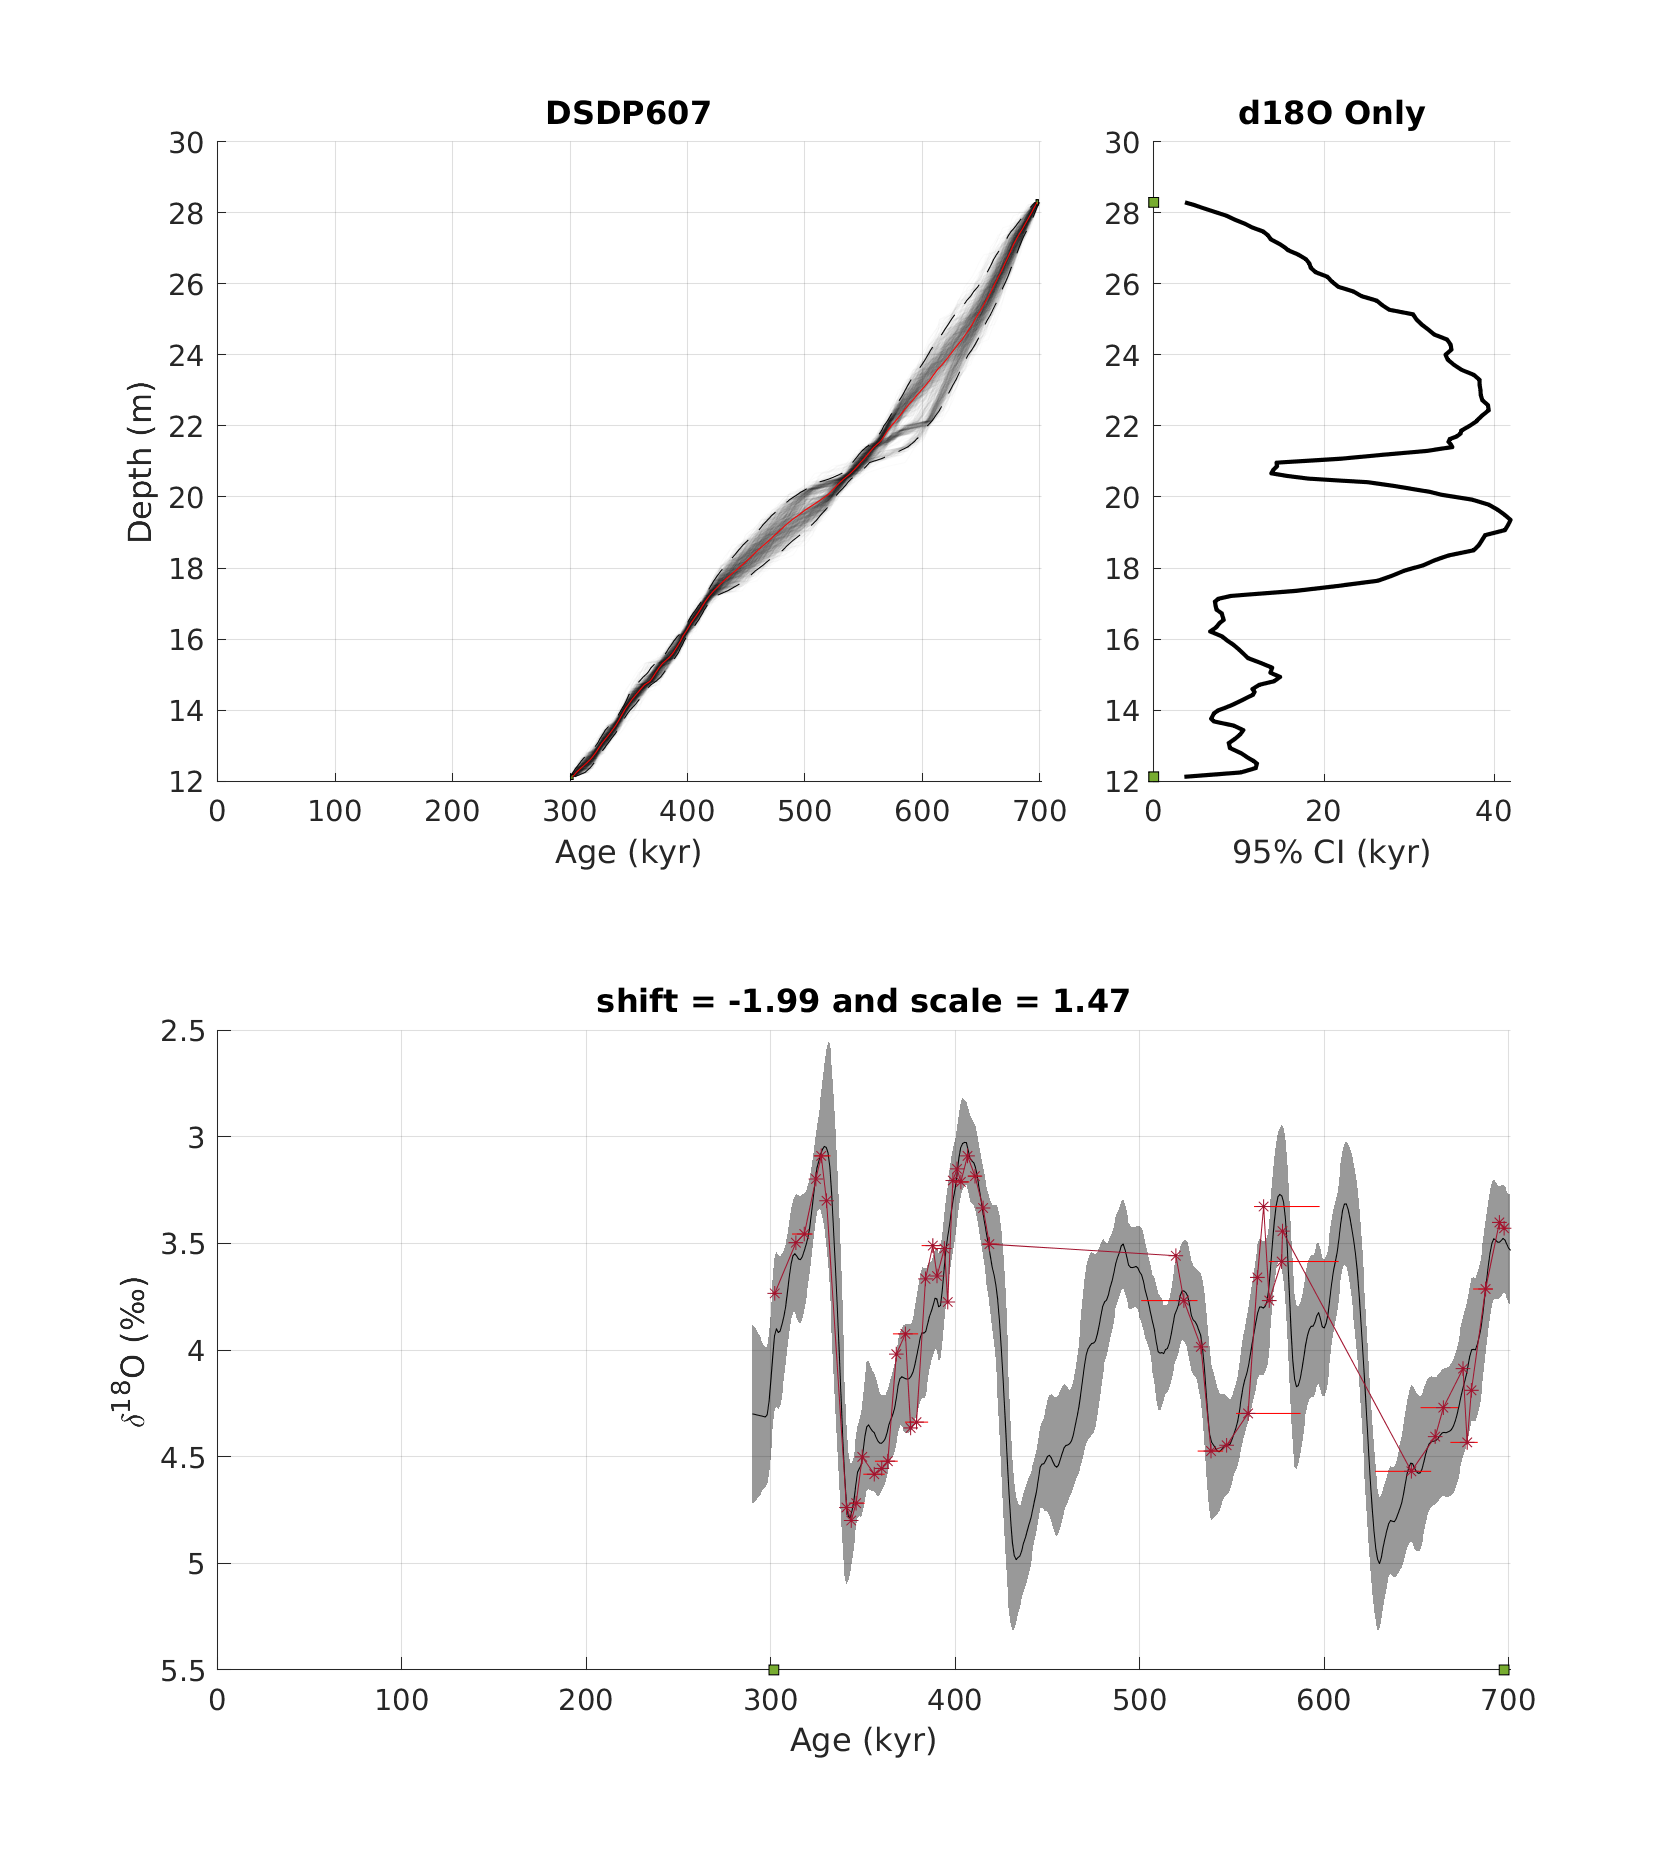 DSDP607
30
28
26
24
22
20
18
16
14
12
Depth (m)
0 100 200 300 400 500 600 700
Age (kyr)
d18O Only
30
28
26
24
22
20
18
16
14
12
0 20 40
95% CI (kyr)
shift = -1.99 and scale = 1.47
2.5
3
3.5
4
4.5
5
5.5
δ¹⁸O (‰)
0 100 200 300 400 500 600 700
Age (kyr)